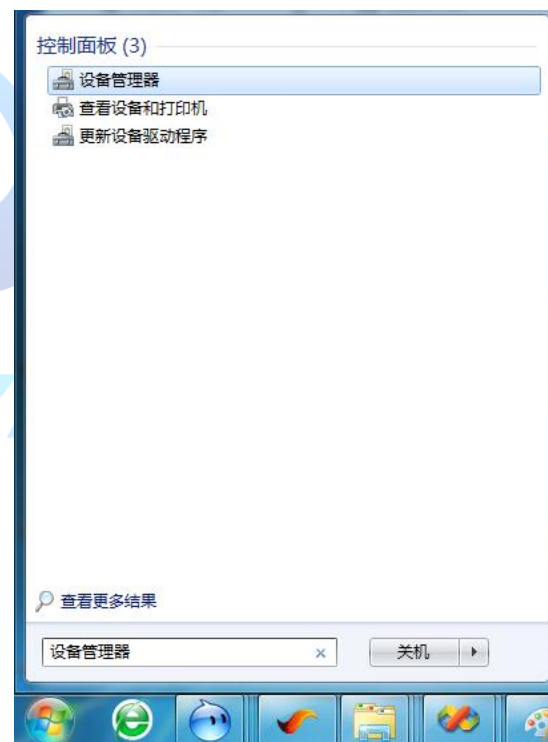 控制面板 (3)
设备管理器
查看设备和打印机
更新设备驱动程序
查看更多结果
设备管理器
关机